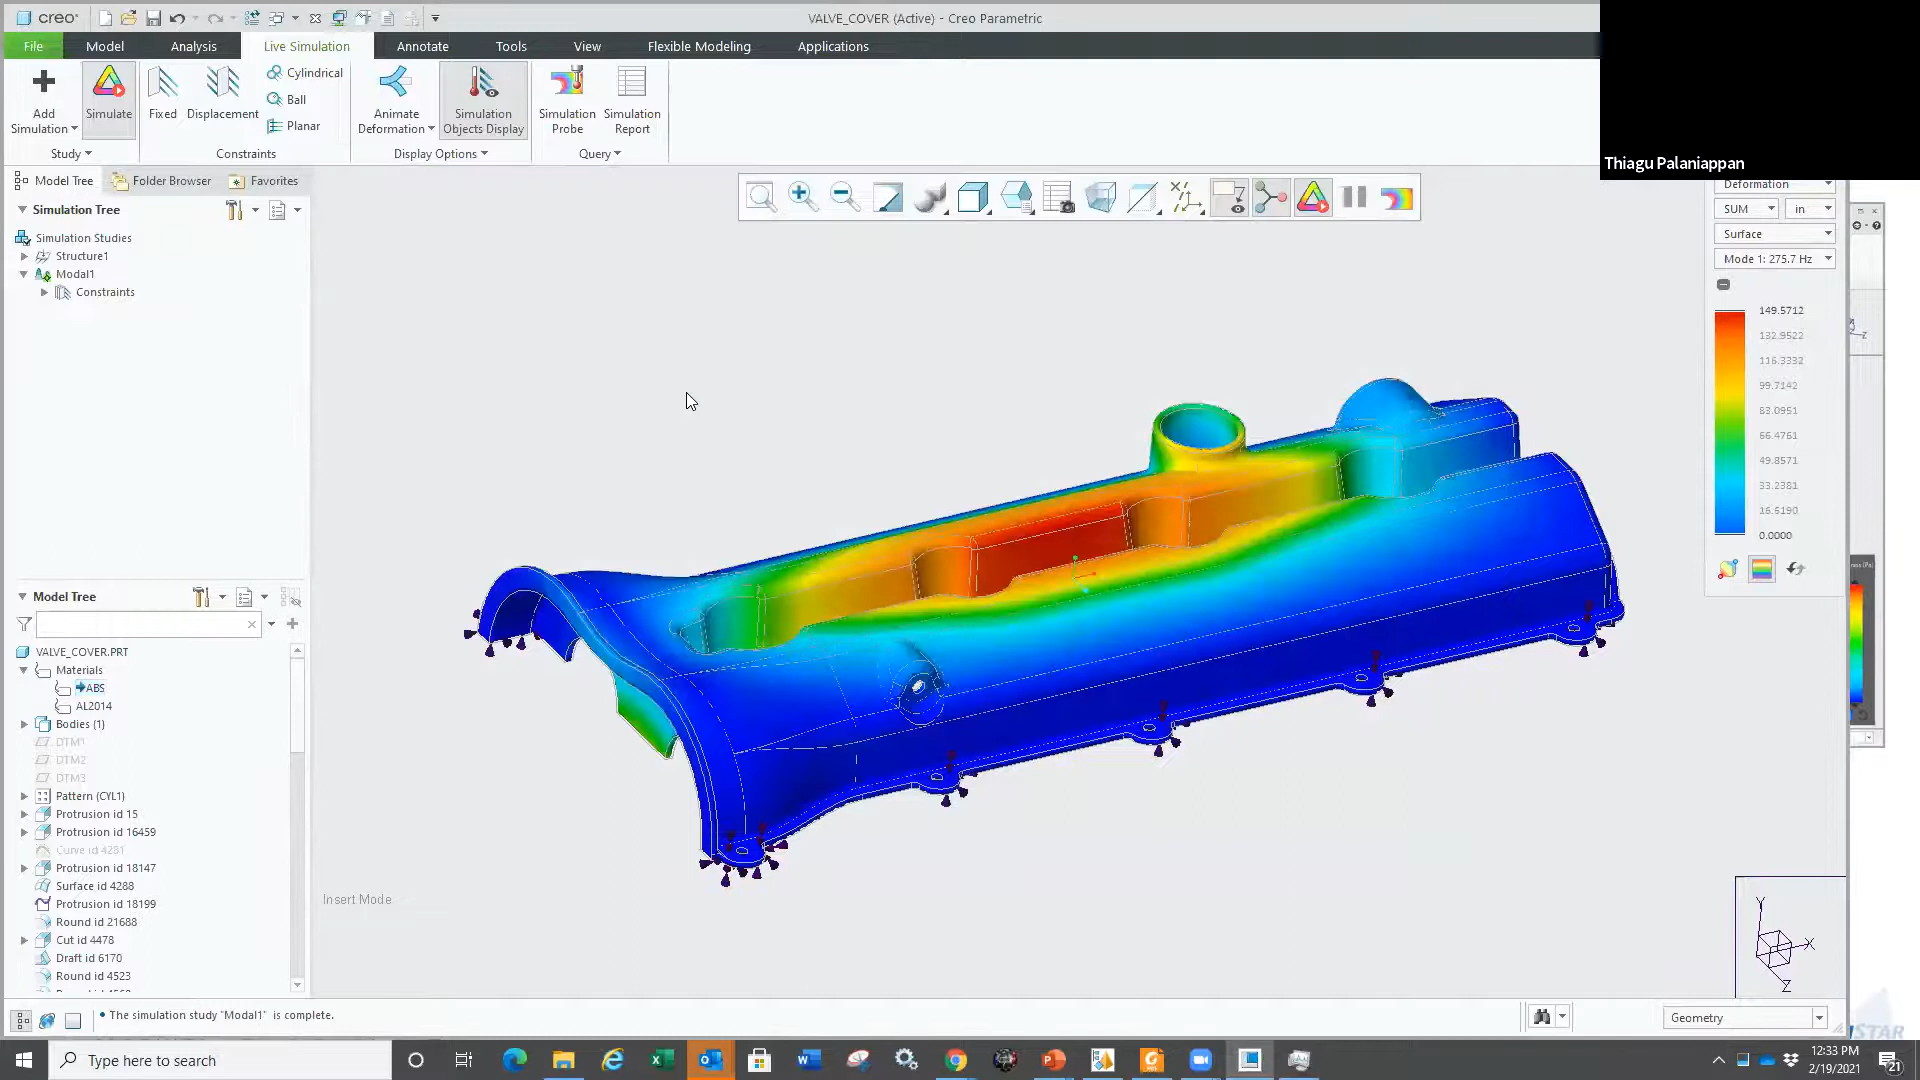 creo
VALVE_COVER (Active) - Creo Parametric
File
Model
Analysis
Live Simulation
Annotate
Tools
View
Flexible Modeling
Applications
Add Simulation
Simulate
Fixed
Displacement
Cylindrical
Ball
Planar
Animate Deformation
Simulation Objects Display
Simulation Probe
Simulation Report
Study
Constraints
Display Options
Query
Thiagu Palaniappan
Model Tree
Folder Browser
Favorites
Simulation Tree
Simulation Studies
Structure1
Modal1
Constraints
Deformation
SUM
in
Surface
Mode 1: 275.7 Hz
149.5712
132.9522
116.3332
99.7142
83.0951
66.4761
49.8571
33.2381
16.6190
0.0000
Model Tree
VALVE_COVER.PRT
Materials
ABS
AL2014
Bodies (1)
DTM1
DTM2
DTM3
Pattern (CYL1)
Protrusion id 15
Protrusion id 16459
Curve id 4281
Protrusion id 18147
Surface id 4288
Protrusion id 18199
Round id 21688
Cut id 4478
Draft id 6170
Round id 4523
Insert Mode
Y
X
Z
The simulation study "Modal1" is complete.
Geometry
Type here to search
12:33 PM
2/19/2021
21